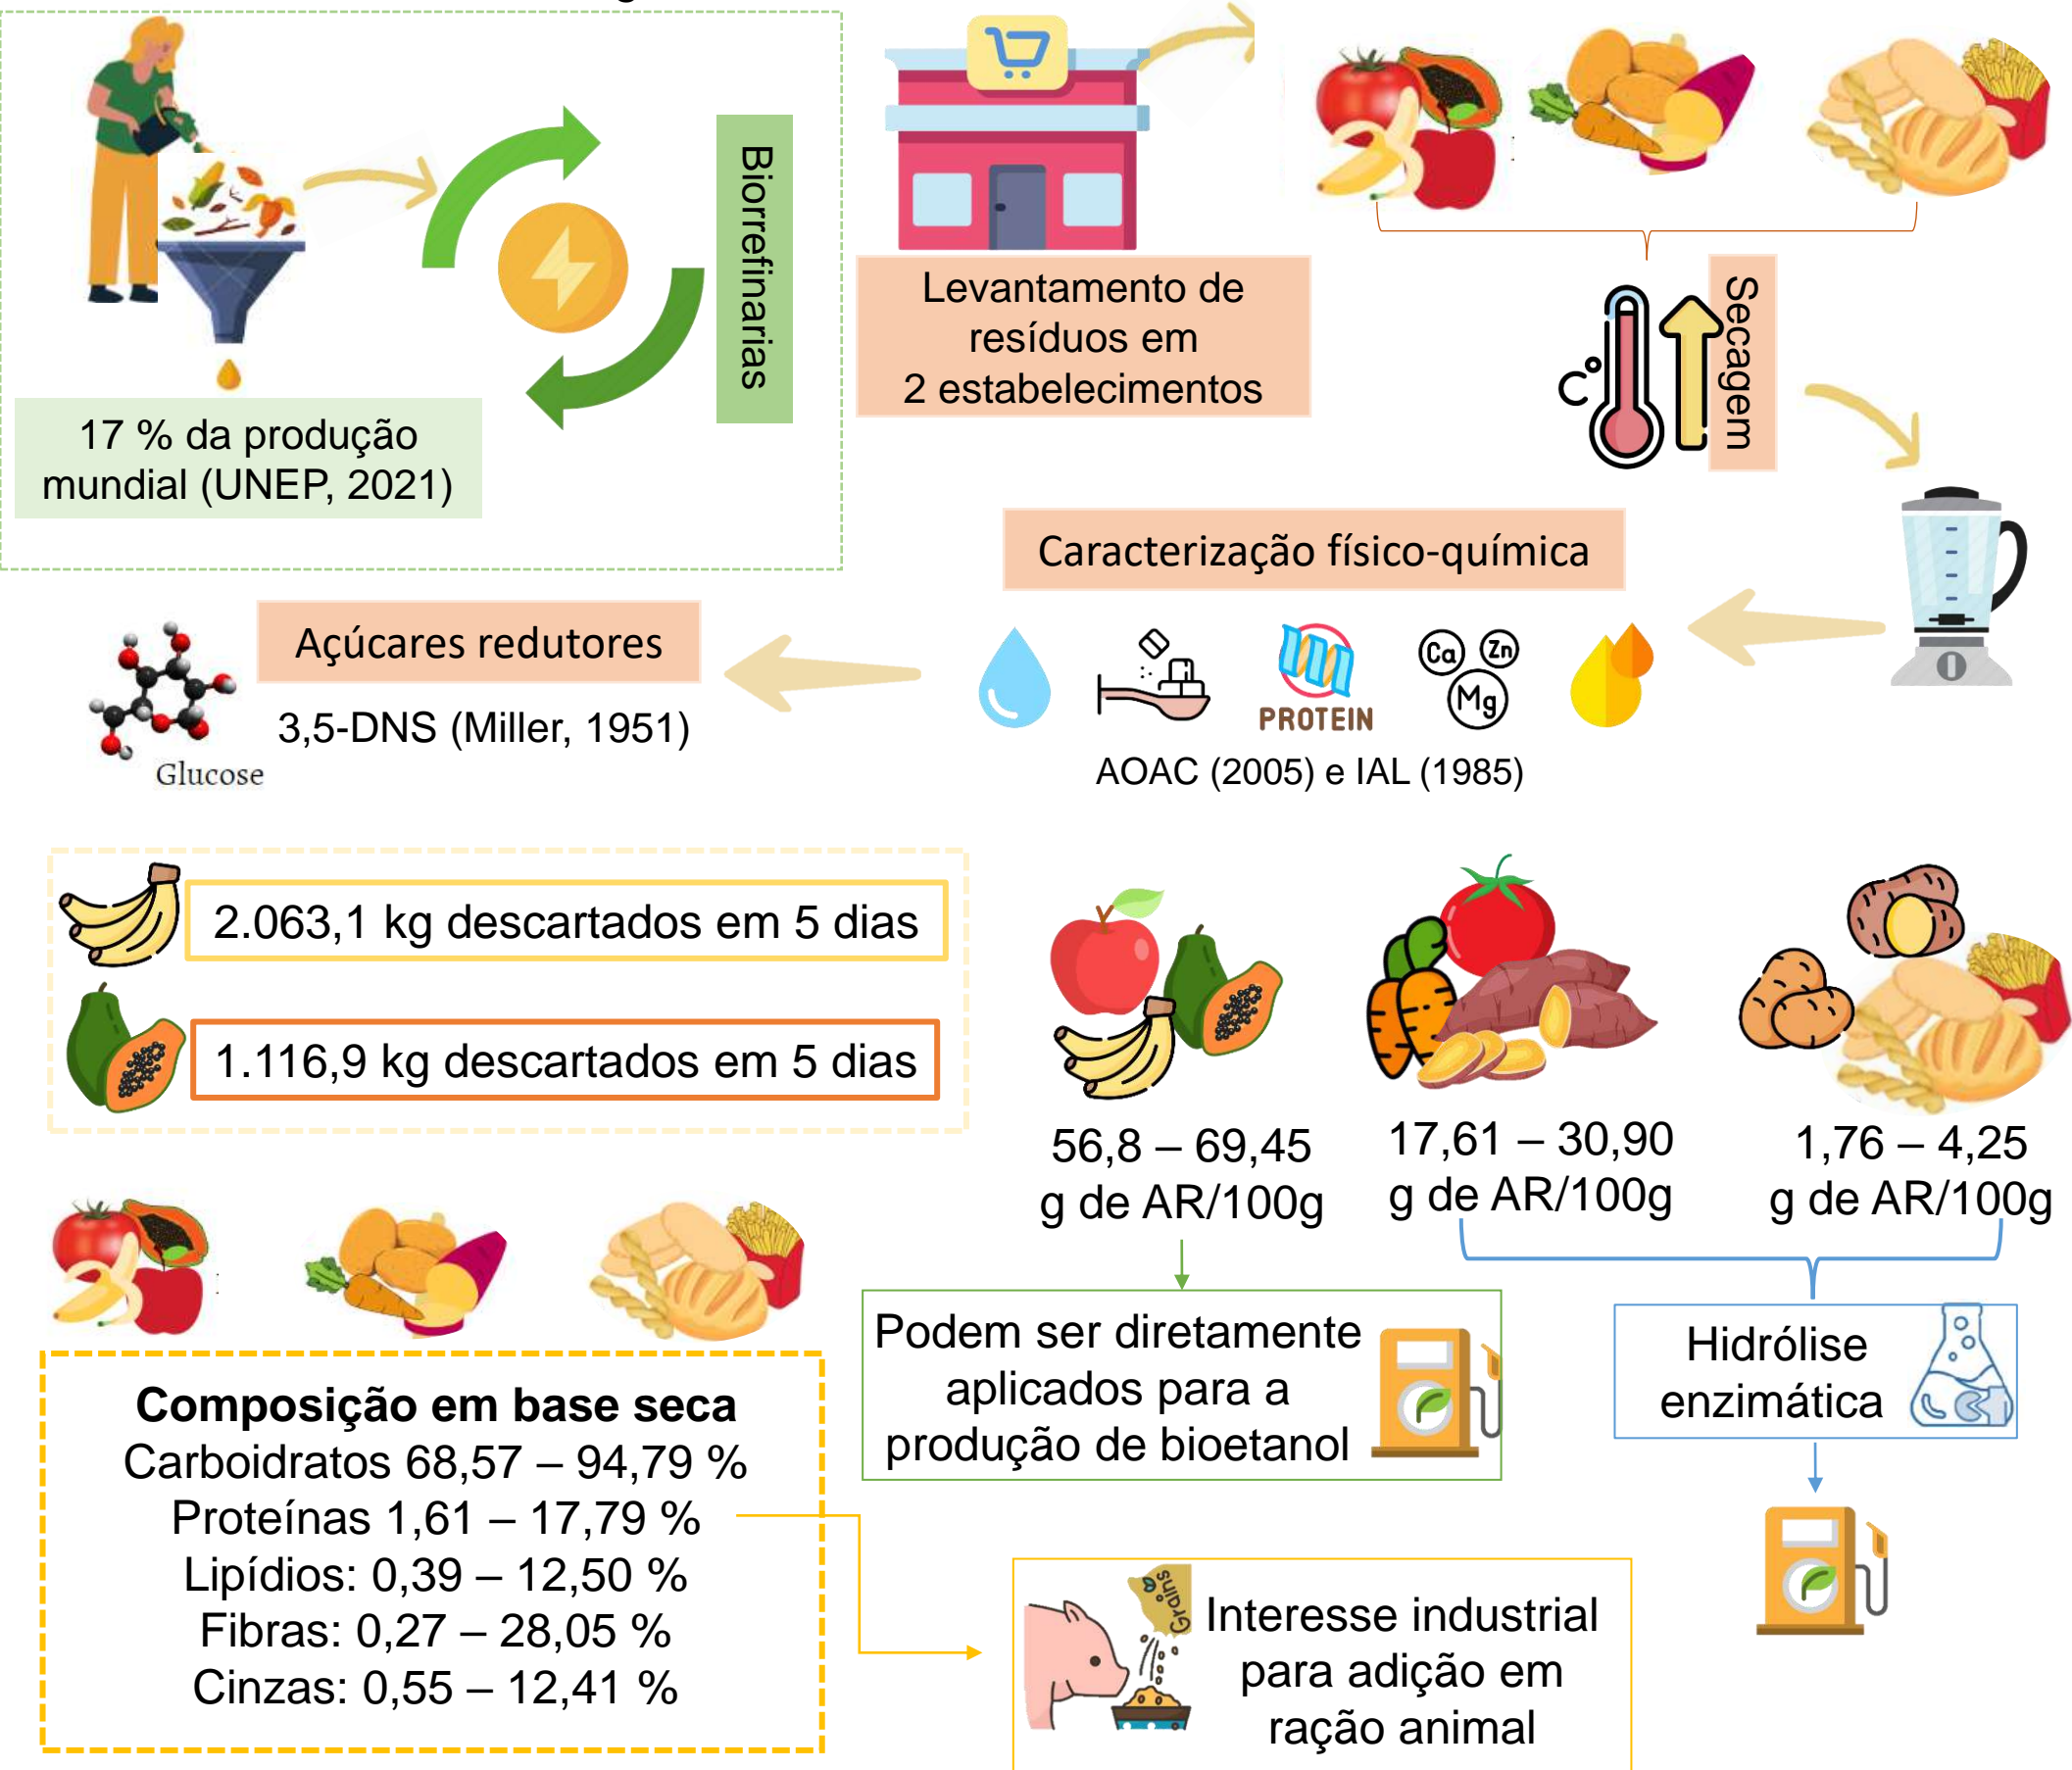 17 % da produção
mundial (UNEP, 2021)
Biorrefinarias
Levantamento de
resíduos em
2 estabelecimentos
C°
Secagem
Caracterização físico-química
PROTEIN
Ca
Zn
Mg
AOAC (2005) e IAL (1985)
Açúcares redutores
3,5-DNS (Miller, 1951)
Glucose
2.063,1 kg descartados em 5 dias
1.116,9 kg descartados em 5 dias
56,8 – 69,45
g de AR/100g
17,61 – 30,90
g de AR/100g
1,76 – 4,25
g de AR/100g
Podem ser diretamente
aplicados para a
produção de bioetanol
Hidrólise
enzimática
Composição em base seca
Carboidratos 68,57 – 94,79 %
Proteínas 1,61 – 17,79 %
Lipídios: 0,39 – 12,50 %
Fibras: 0,27 – 28,05 %
Cinzas: 0,55 – 12,41 %
Grains
Interesse industrial
para adição em
ração animal